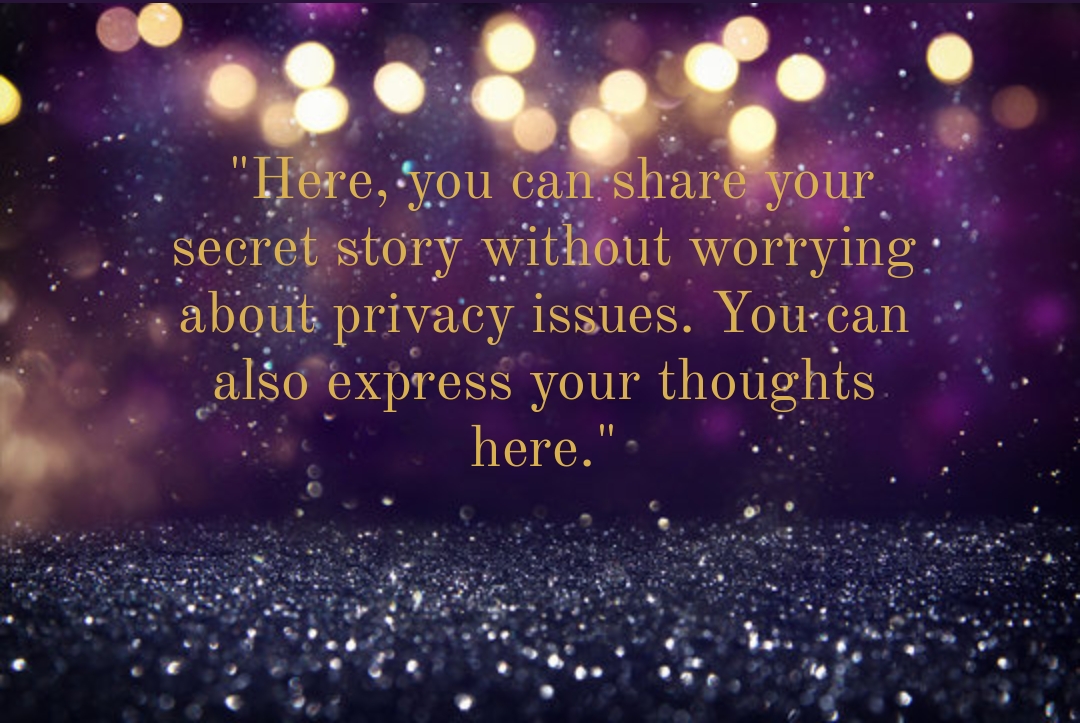 "Here, you can share your
secret story without worrying
about privacy issues. You can
also express your thoughts
here."